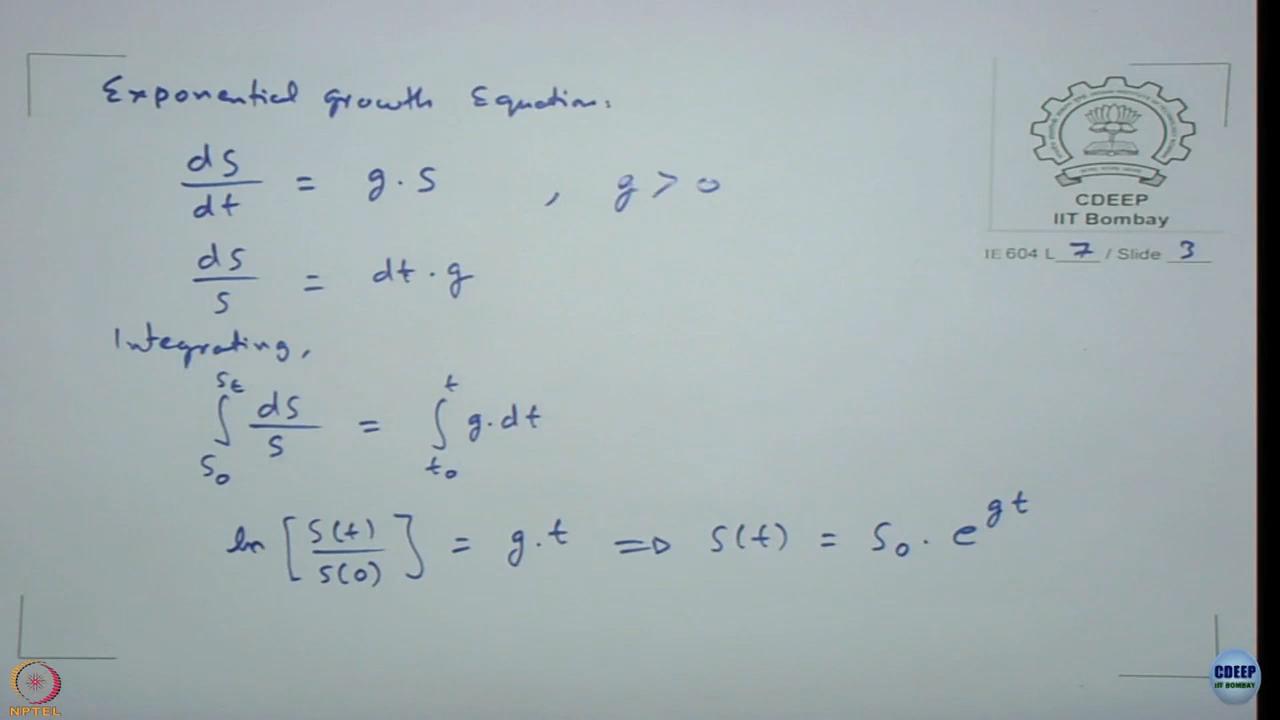 Exponential growth Equation:
dS/dt = g.S , g > 0
dS/S = dt.g
Integrating,
∫_{S_0}^{S_t} dS/S = ∫_{t_0}^{t} g.dt
ln [S(t)/S(0)] = g.t ⇒ S(t) = S_0 . e^{gt}
CDEEP
IIT Bombay
IE 604 L 7 / Slide 3
NPTEL
CDEEP
IIT BOMBAY